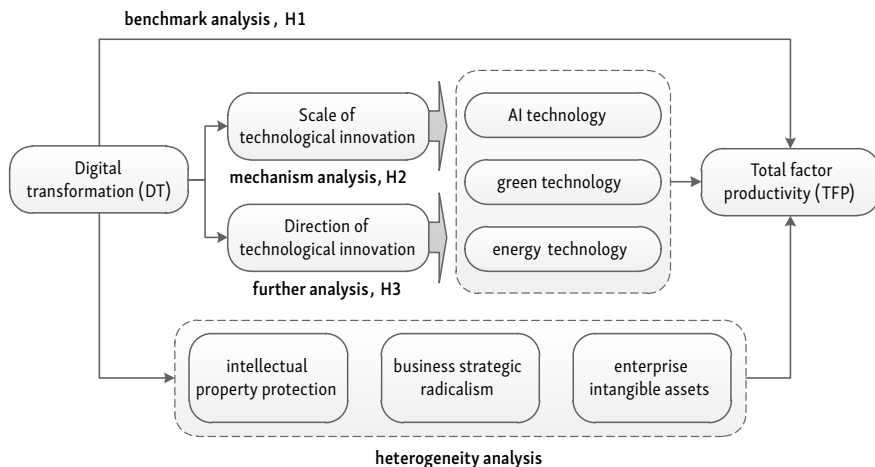 benchmark analysis , H1
Scale of
technological innovation
AI technology
Digital
transformation (DT)
mechanism analysis, H2
green technology
Total factor
productivity (TFP)
Direction of
technological innovation
energy technology
further analysis, H3
intellectual
property protection
business strategic
radicalism
enterprise
intangible assets
heterogeneity analysis